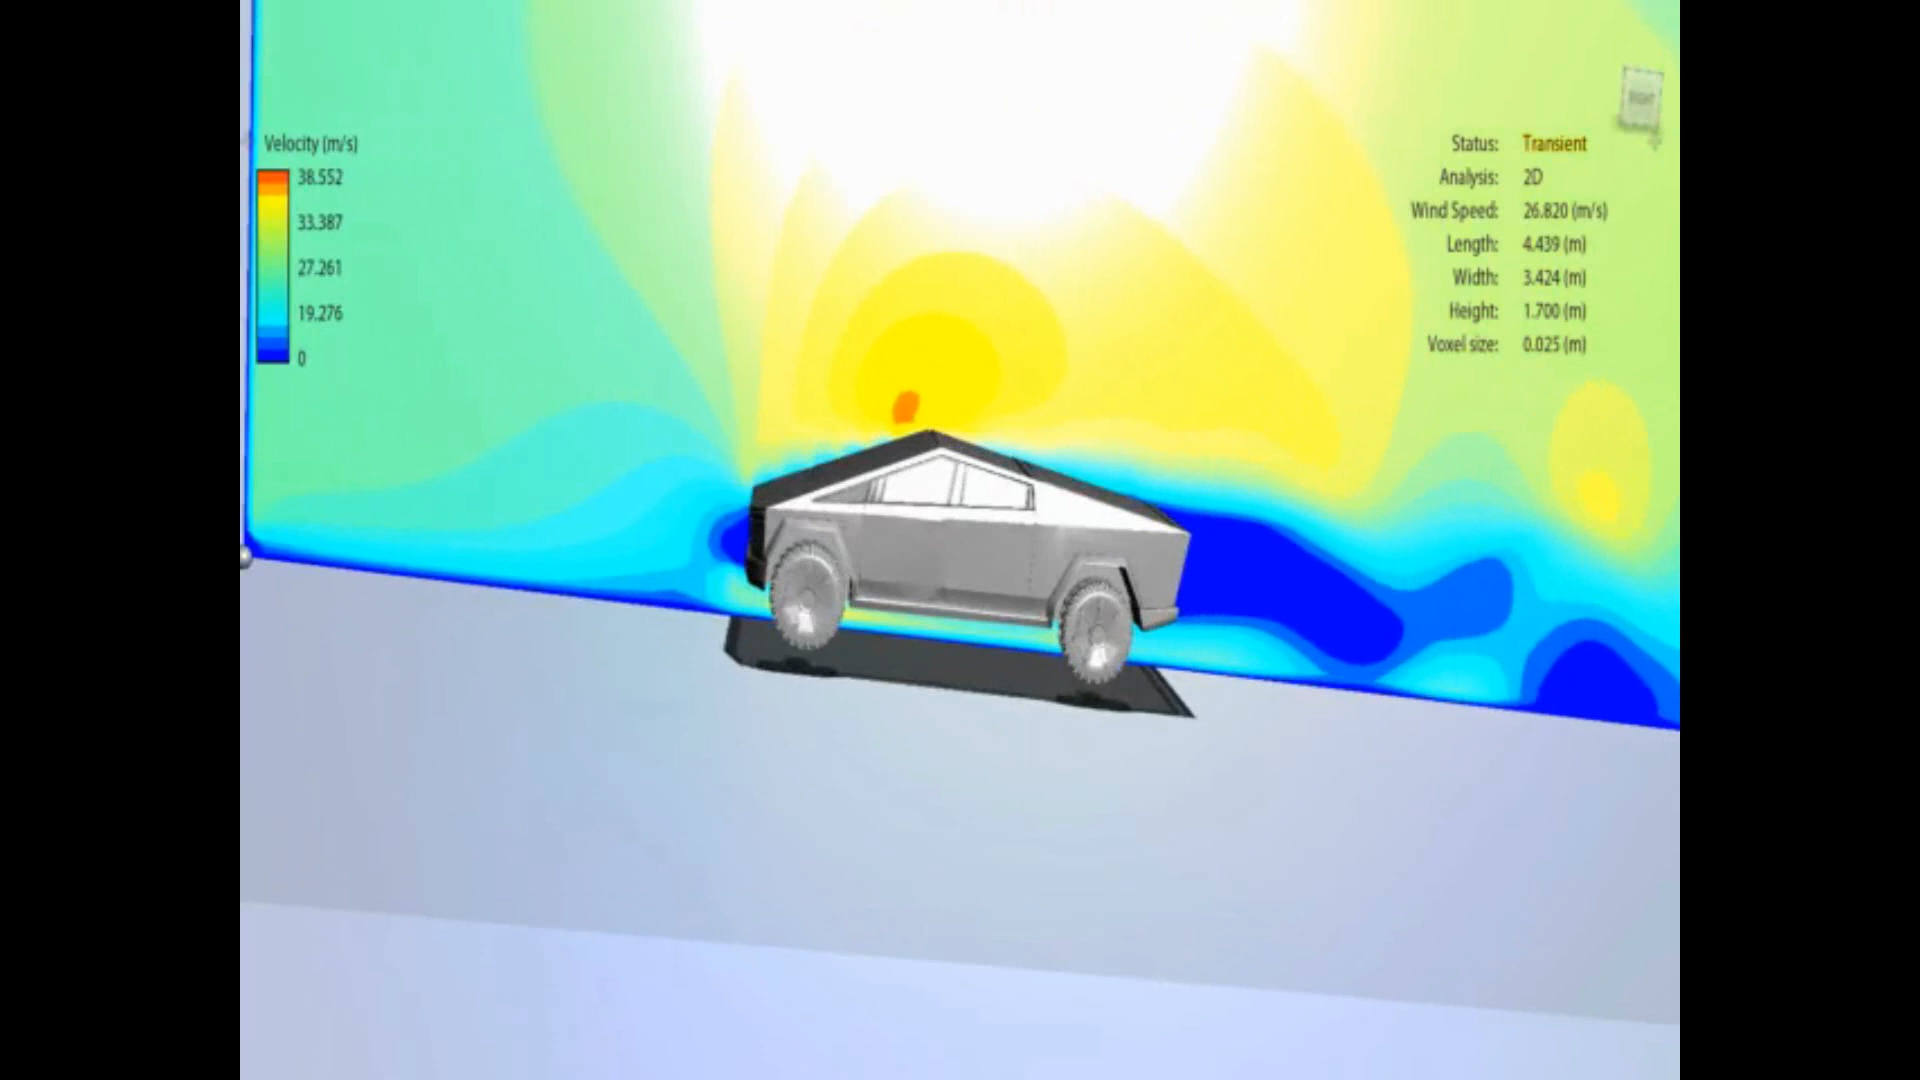 Velocity (m/s)
38.552
33.387
27.261
19.276
0
Status: Transient
Analysis: 2D
Wind Speed: 26.820 (m/s)
Length: 4.439 (m)
Width: 3.424 (m)
Height: 1.700 (m)
Voxel size: 0.025 (m)
RIGHT